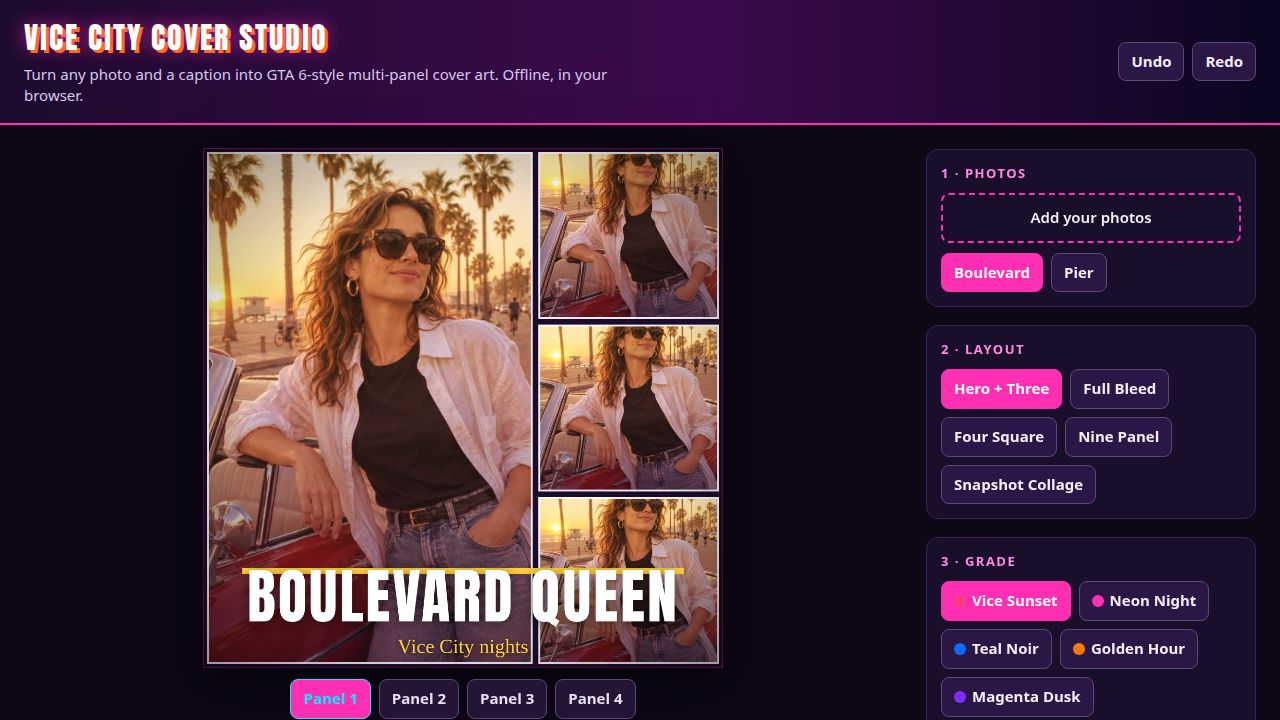 VICE CITY COVER STUDIO
Turn any photo and a caption into GTA 6-style multi-panel cover art. Offline, in your
browser.
Undo
Redo
BOULEVARD QUEEN
Vice City nights
Panel 1
Panel 2
Panel 3
Panel 4
1 · PHOTOS
Add your photos
Boulevard
Pier
2 · LAYOUT
Hero + Three
Full Bleed
Four Square
Nine Panel
Snapshot Collage
3 · GRADE
Vice Sunset
Neon Night
Teal Noir
Golden Hour
Magenta Dusk